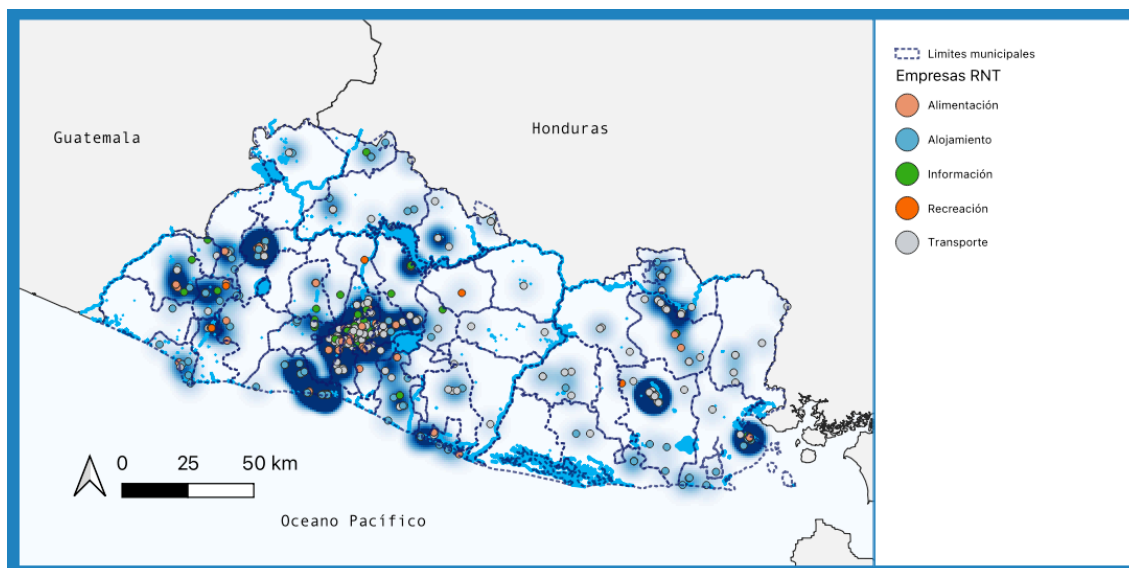 Guatemala
Honduras
0 25 50 km
Oceano Pacífico
Limites municipales
Empresas RNT
Alimentación
Alojamiento
Información
Recreación
Transporte